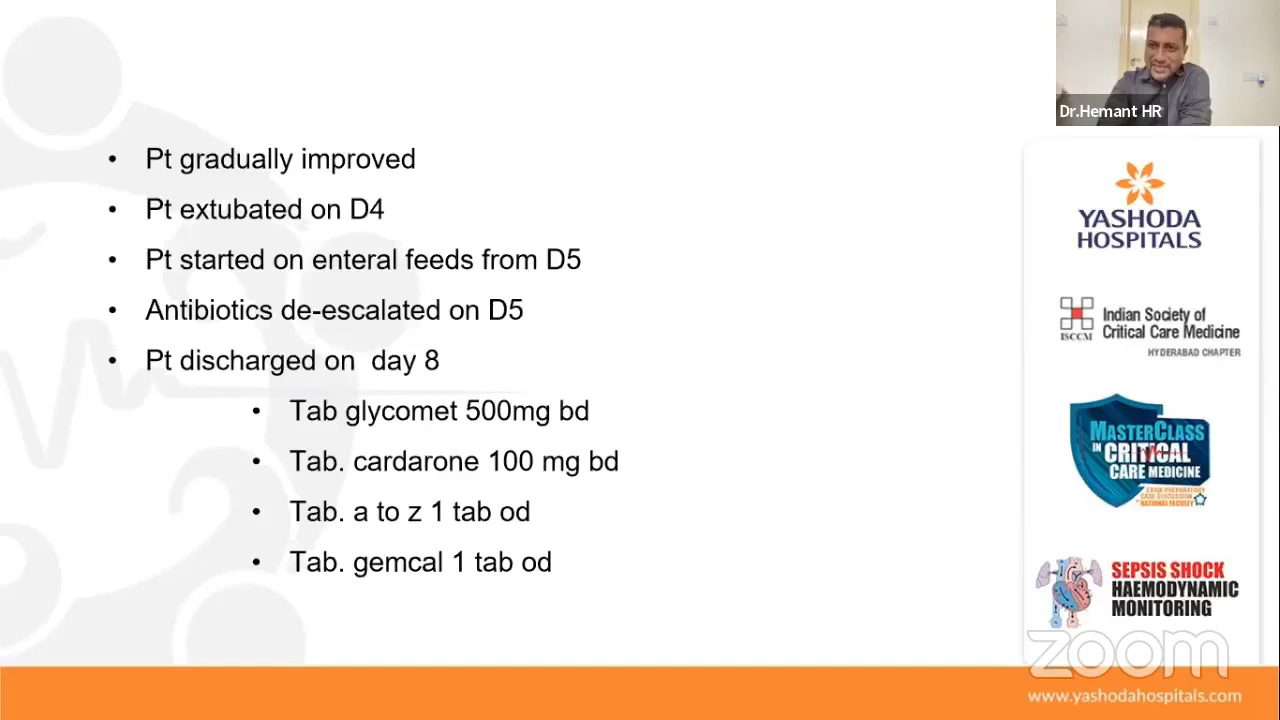 Dr.Hemant HR
• Pt gradually improved
• Pt extubated on D4
• Pt started on enteral feeds from D5
• Antibiotics de-escalated on D5
• Pt discharged on day 8
• Tab glycomet 500mg bd
• Tab. cardarone 100 mg bd
• Tab. a to z 1 tab od
• Tab. gemcal 1 tab od
YASHODA
HOSPITALS
ISCCM
Indian Society of
Critical Care Medicine
HYDERABAD CHAPTER
MASTERCLASS
IN CRITICAL
CARE MEDICINE
EXAM PREPARATORY
CASE DISCUSSION
NATIONAL FACULTY
SEPSIS SHOCK
HAEMODYNAMIC
MONITORING
zoom
www.yashodahospitals.com